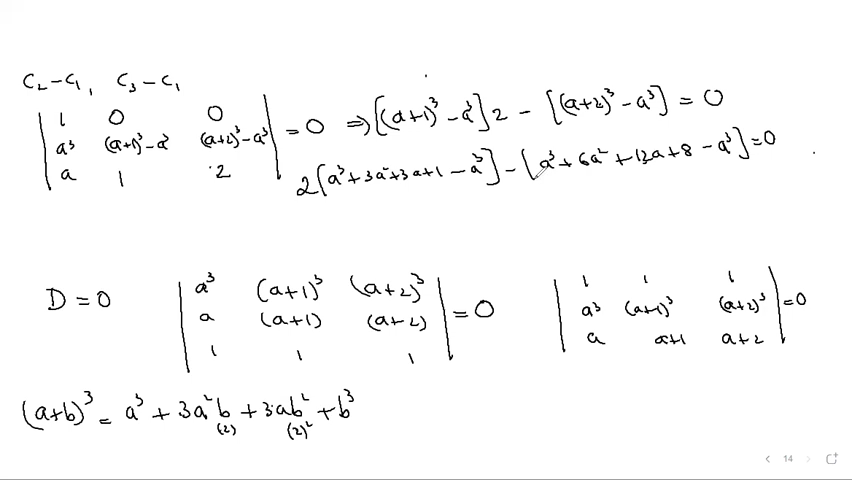 C₂-C₁, C₃-C₁
| 1 0 0 |
| a³ (a+1)³-a³ (a+2)³-a³ | = 0 ⇒ [(a+1)³-a³]2 - [(a+2)³-a³] = 0
| a 1 2 |
2[a³+3a²+3a+1-a³] - [a³+6a²+12a+8-a³]=0
D = 0
| a³ (a+1)³ (a+2)³ |
| a (a+1) (a+2) | = 0
| 1 1 1 |
| 1 1 1 |
| a³ (a+1)³ (a+2)³ | = 0
| a a+1 a+2 |
(a+b)³ = a³ + 3a²b + 3ab² + b³
(2) (2)²
14